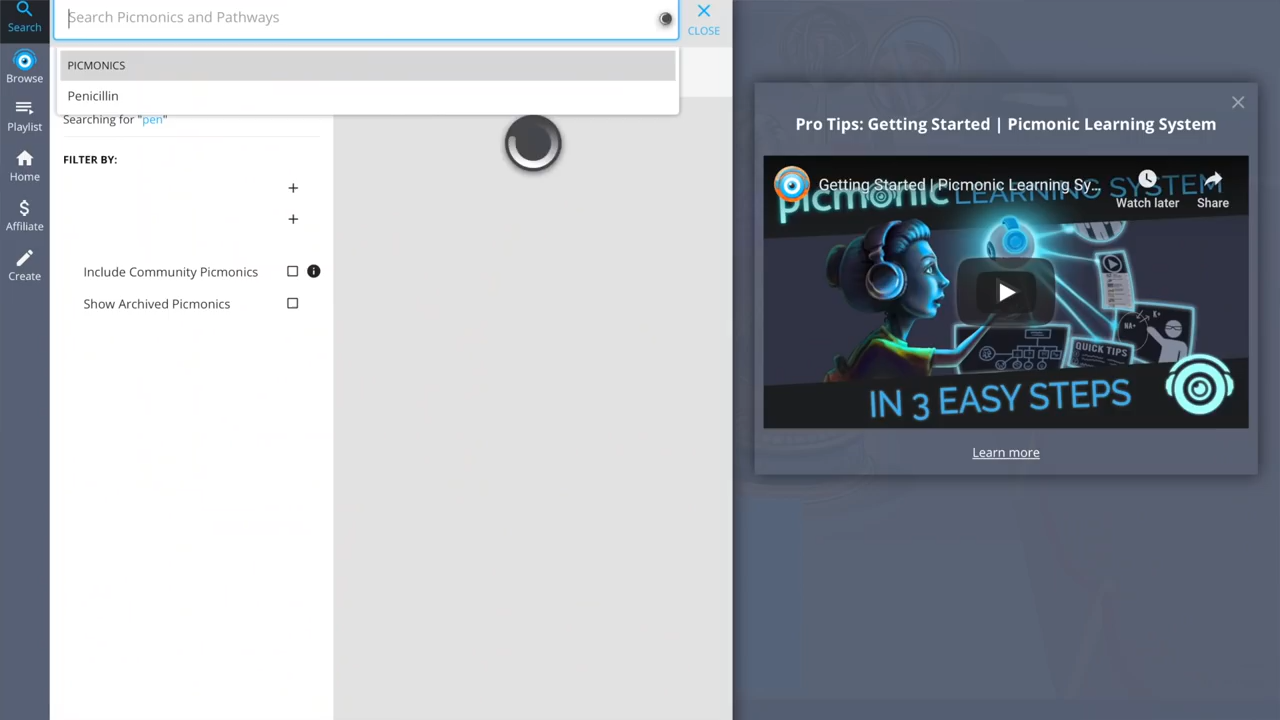 Search
Search Picmonics and Pathways
CLOSE
PICMONICS
Penicillin
Searching for "pen"
FILTER BY:
+
+
Include Community Picmonics
Show Archived Picmonics
Browse
Playlist
Home
Affiliate
Create
Pro Tips: Getting Started | Picmonic Learning System
Getting Started | Picmonic Learning Sy...
Watch later
Share
picmonic LEARNING SYSTEM
NA+
K+
QUICK TIPS
IN 3 EASY STEPS
Learn more